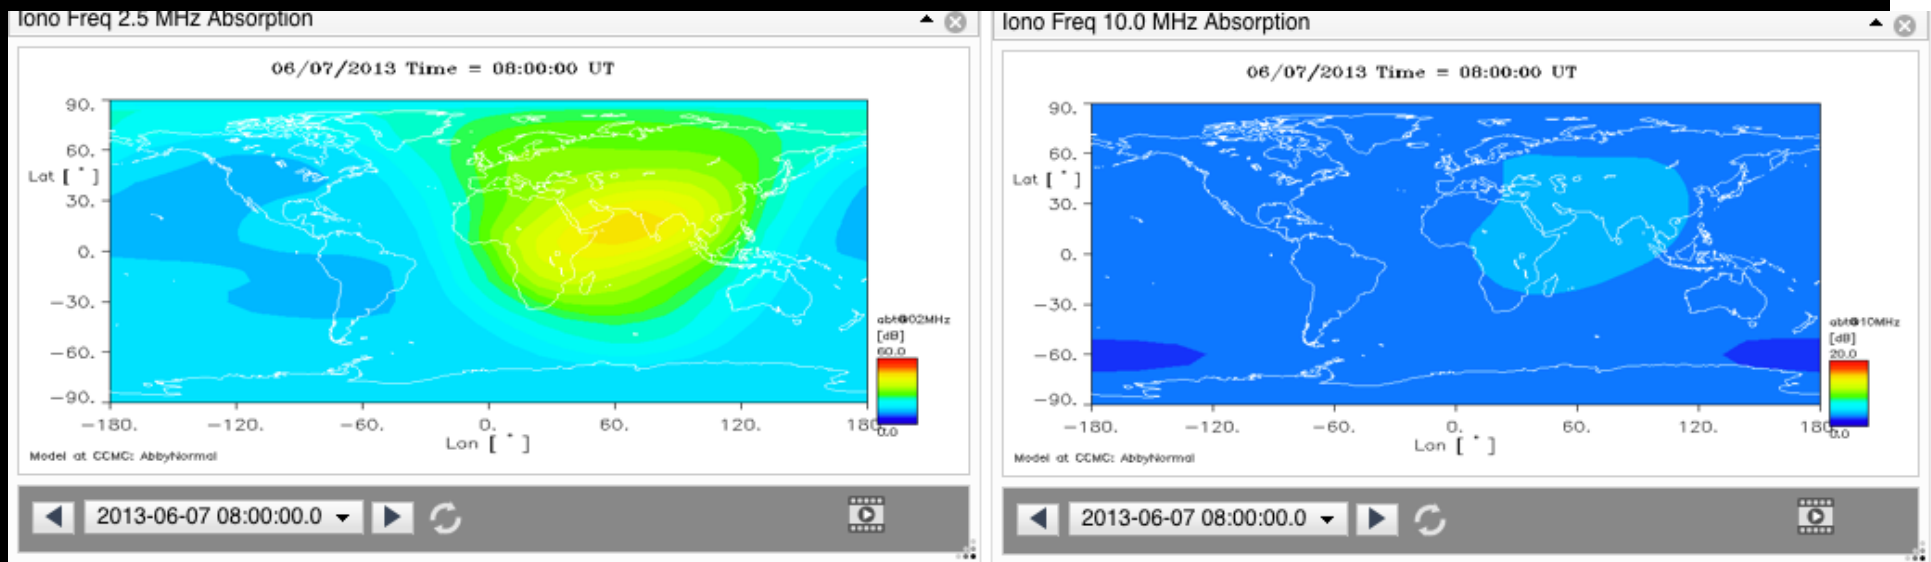 Iono Freq 2.5 MHz Absorption
06/07/2013 Time = 08:00:00 UT
90.
60.
Lat [ ° ]
30.
0.
−30.
−60.
−90.
−180.
−120.
−60.
0.
60.
120.
180.
Lon [ ° ]
abt@02MHz
[dB]
60.0
0.0
Model at CCMC: AbbyNormal
2013-06-07 08:00:00.0
Iono Freq 10.0 MHz Absorption
06/07/2013 Time = 08:00:00 UT
90.
60.
Lat [ ° ]
30.
0.
−30.
−60.
−90.
−180.
−120.
−60.
0.
60.
120.
180.
Lon [ ° ]
abt@10MHz
[dB]
20.0
0.0
Model at CCMC: AbbyNormal
2013-06-07 08:00:00.0